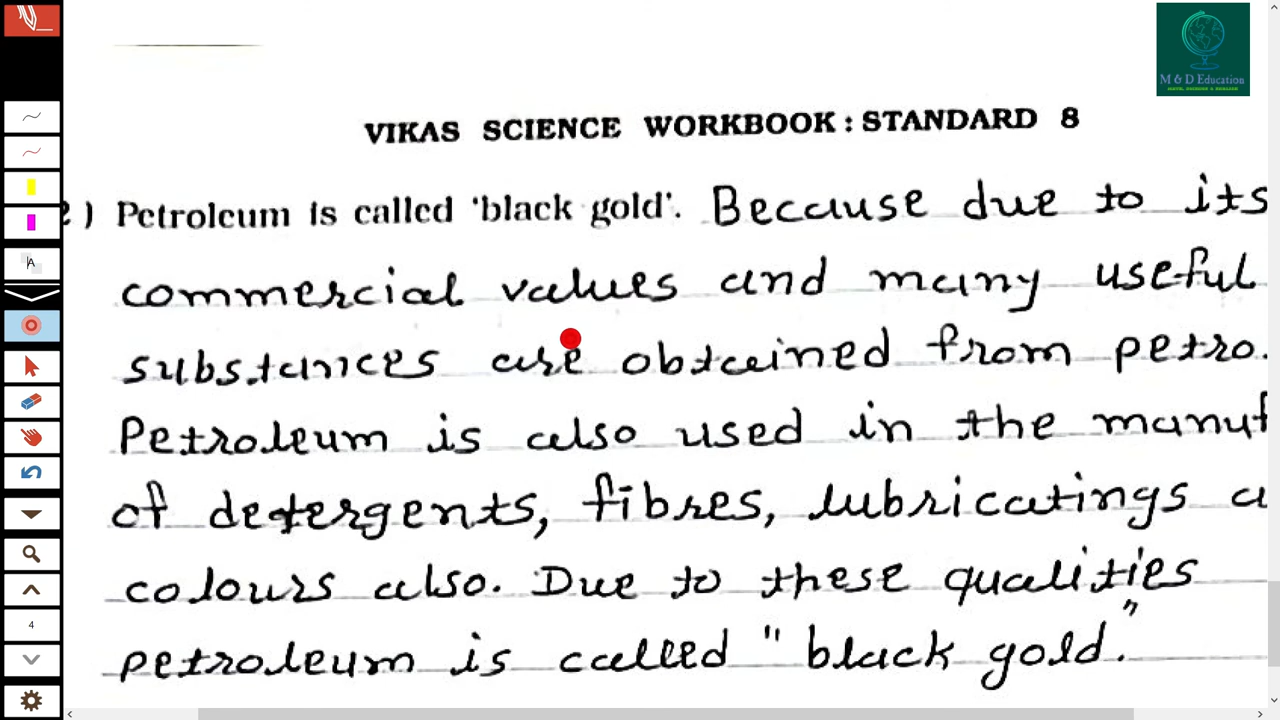 M & D Education
VIKAS SCIENCE WORKBOOK : STANDARD 8
) Petroleum is called 'black gold'. Because due to its
commercial values and many useful
substances are obtained from petro.
Petroleum is also used in the manuf
of detergents, fibres, lubricatings a
colours also. Due to these qualities
petroleum is called "black gold."
A
4